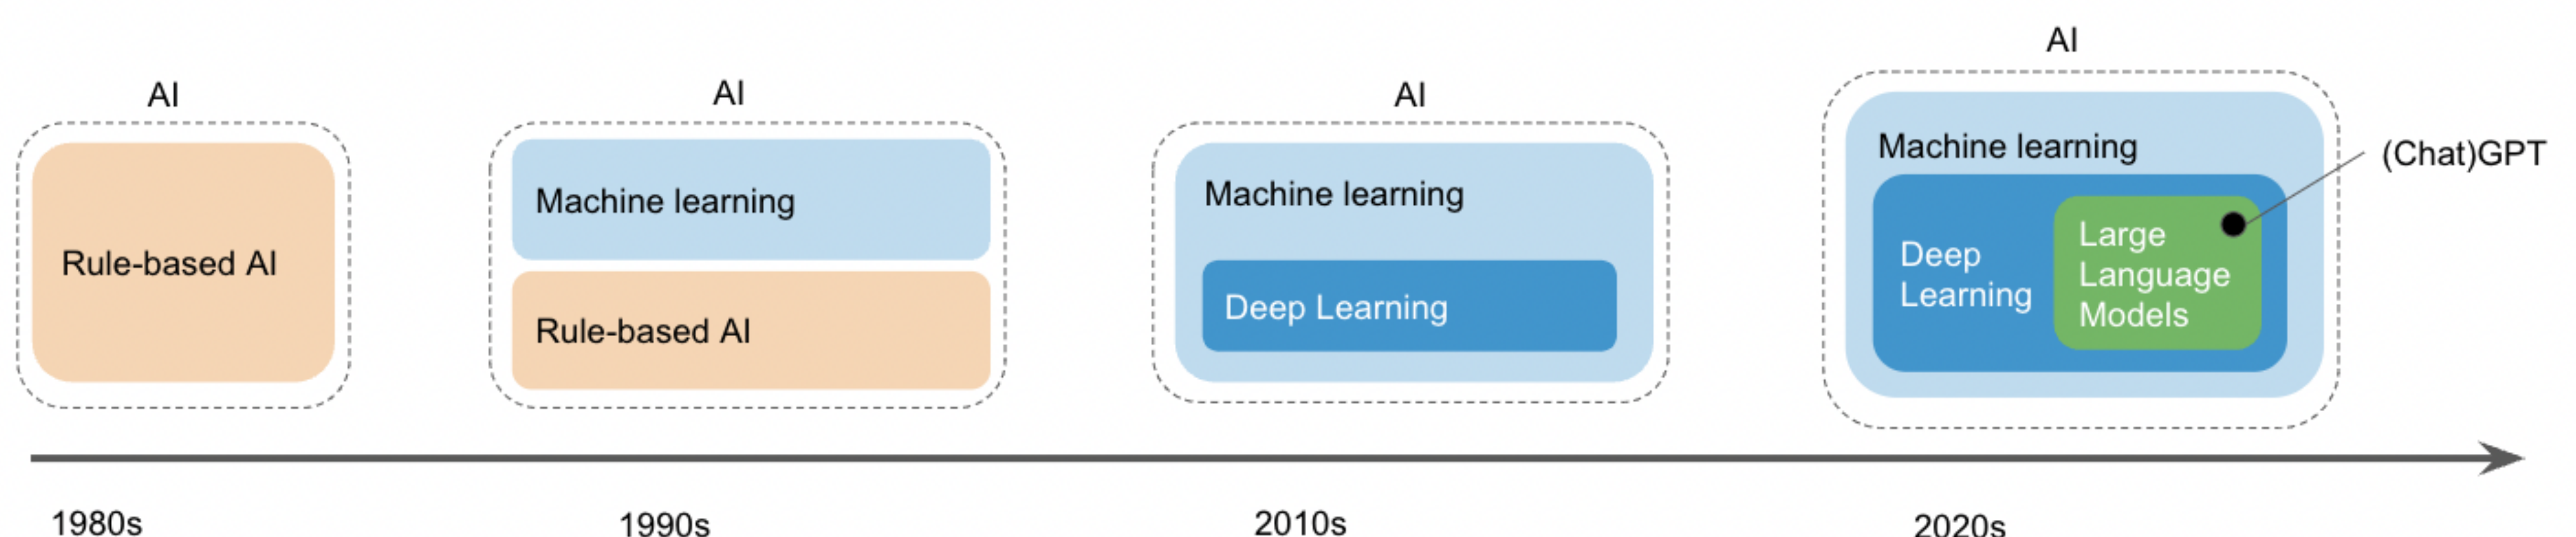 AI
Rule-based AI
1980s
AI
Machine learning
Rule-based AI
1990s
AI
Machine learning
Deep Learning
2010s
AI
Machine learning
Deep
Learning
Large
Language
Models
(Chat)GPT
2020s